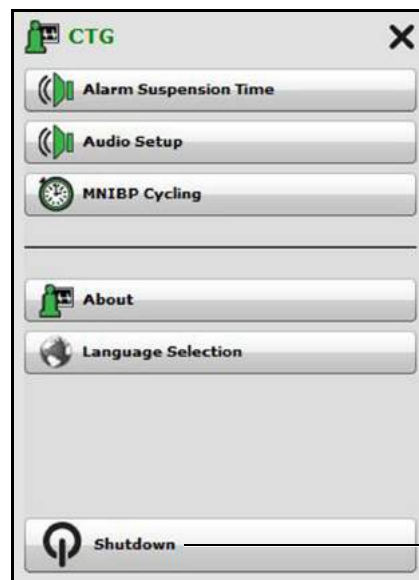 CTG
Alarm Suspension Time
Audio Setup
MNIBP Cycling
About
Language Selection
Shutdown